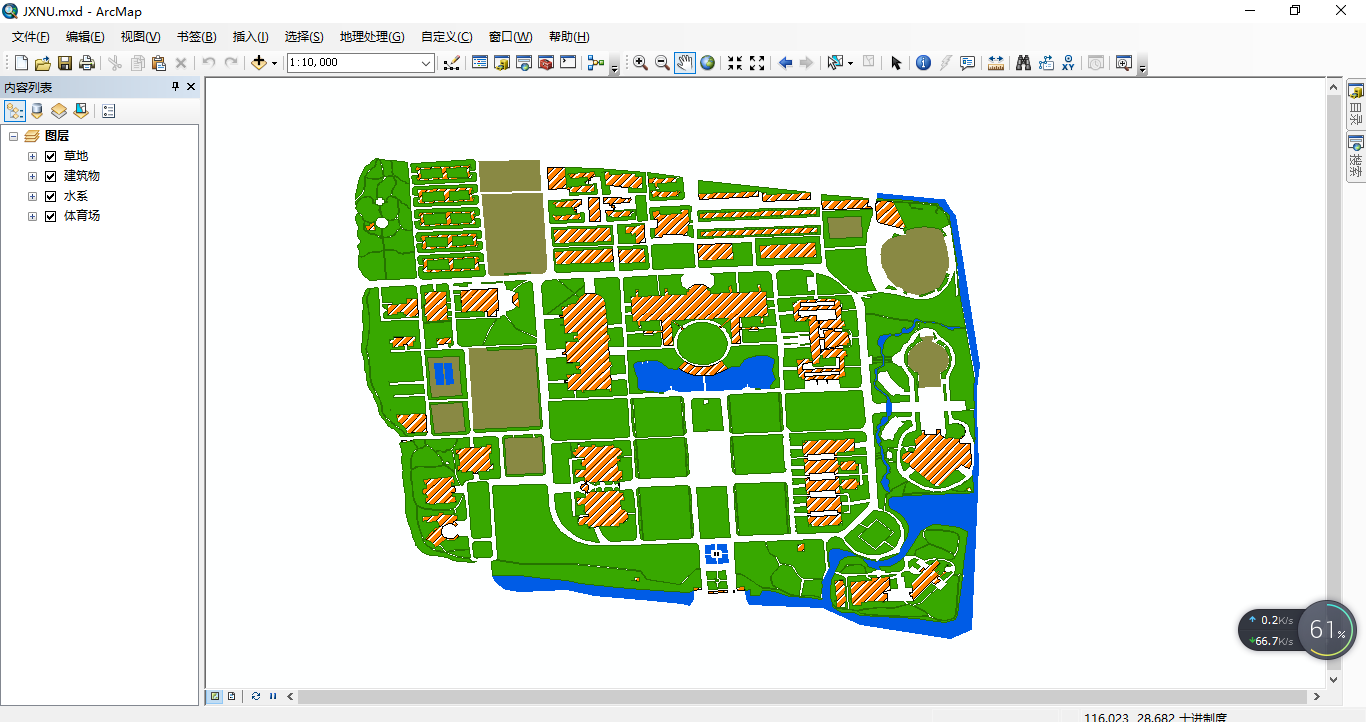 JXNU.mxd - ArcMap
文件(F) 编辑(E) 视图(V) 书签(B) 插入(I) 选择(S) 地理处理(G) 自定义(C) 窗口(W) 帮助(H)
1:10,000
XY
内容列表
图层
草地
建筑物
水系
体育场
目录
搜索
0.2K/s
66.7K/s
61%
116.023 28.682 十进制度